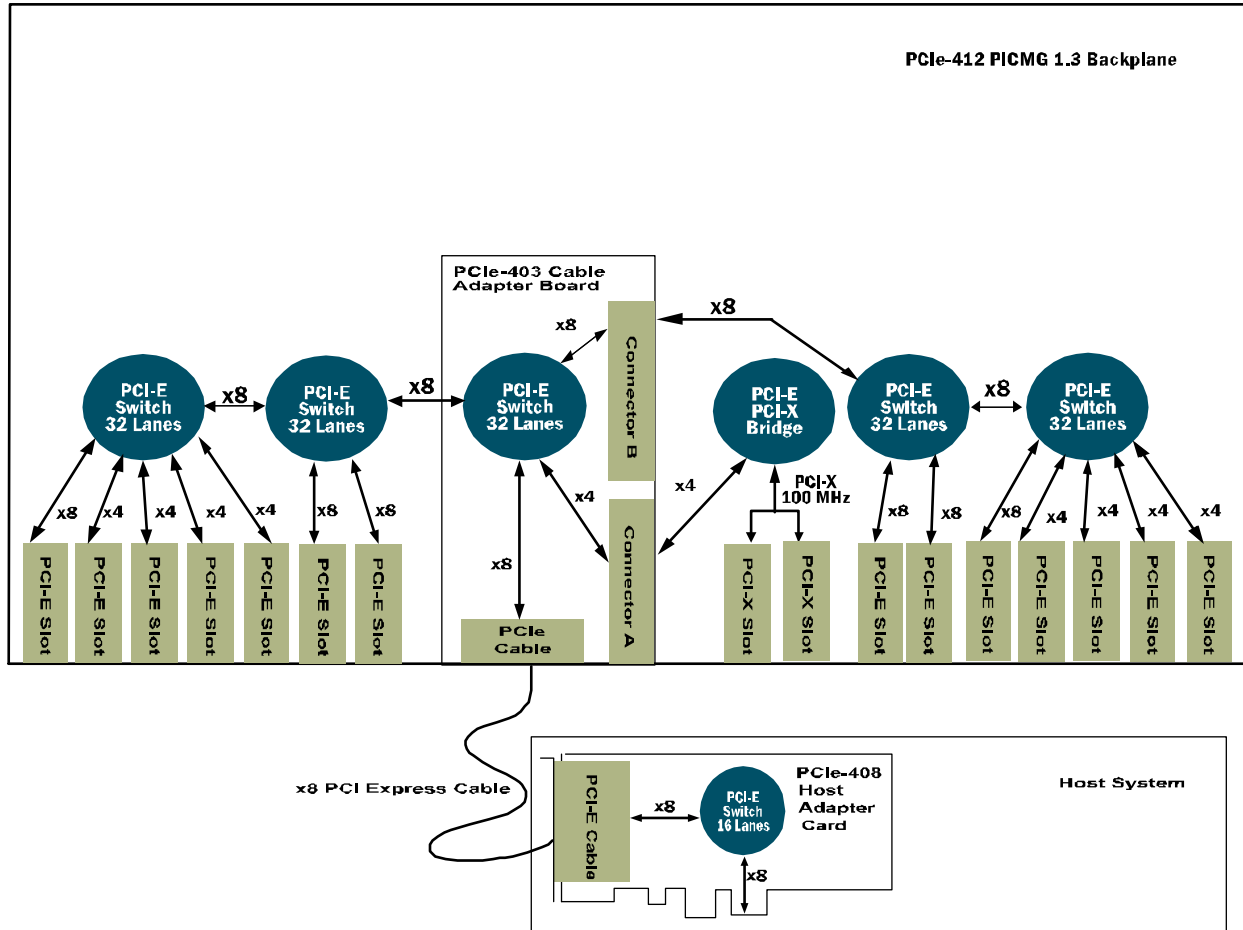 PCIe-412 PICMG 1.3 Backplane
PCIe-403 Cable
Adapter Board
x8
Connector B
x8
PCI-E
Switch
32 Lanes
x8
PCI-E
Switch
32 Lanes
x8
PCI-E
Switch
32 Lanes
PCI-E
PCI-X
Bridge
PCI-E
Switch
32 Lanes
x8
PCI-E
Switch
32 Lanes
x8
x4
x4
x4
x4
x8
x8
x8
x4
Connector A
x4
PCI-X
100 MHz
x8
x8
x8
x4
x4
x4
x4
PCI-E Slot
PCI-E Slot
PCI-E Slot
PCI-E Slot
PCI-E Slot
PCI-E Slot
PCI-E Slot
PCIe
Cable
PCI-X Slot
PCI-X Slot
PCI-E Slot
PCI-E Slot
PCI-E Slot
PCI-E Slot
PCI-E Slot
PCI-E Slot
PCI-E Slot
x8 PCI Express Cable
PCI-E Cable
x8
PCI-E
Switch
16 Lanes
x8
PCIe-408
Host
Adapter
Card
Host System